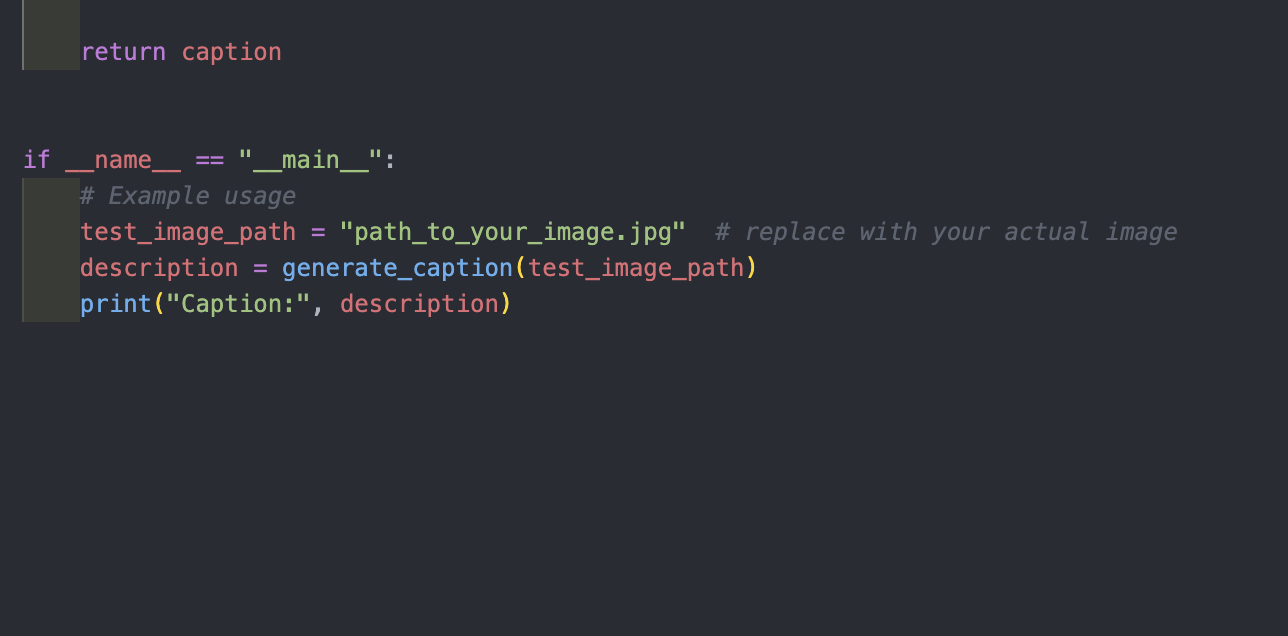 return caption
if __name__ == "__main__":
# Example usage
test_image_path = "path_to_your_image.jpg"  # replace with your actual image
description = generate_caption(test_image_path)
print("Caption:", description)